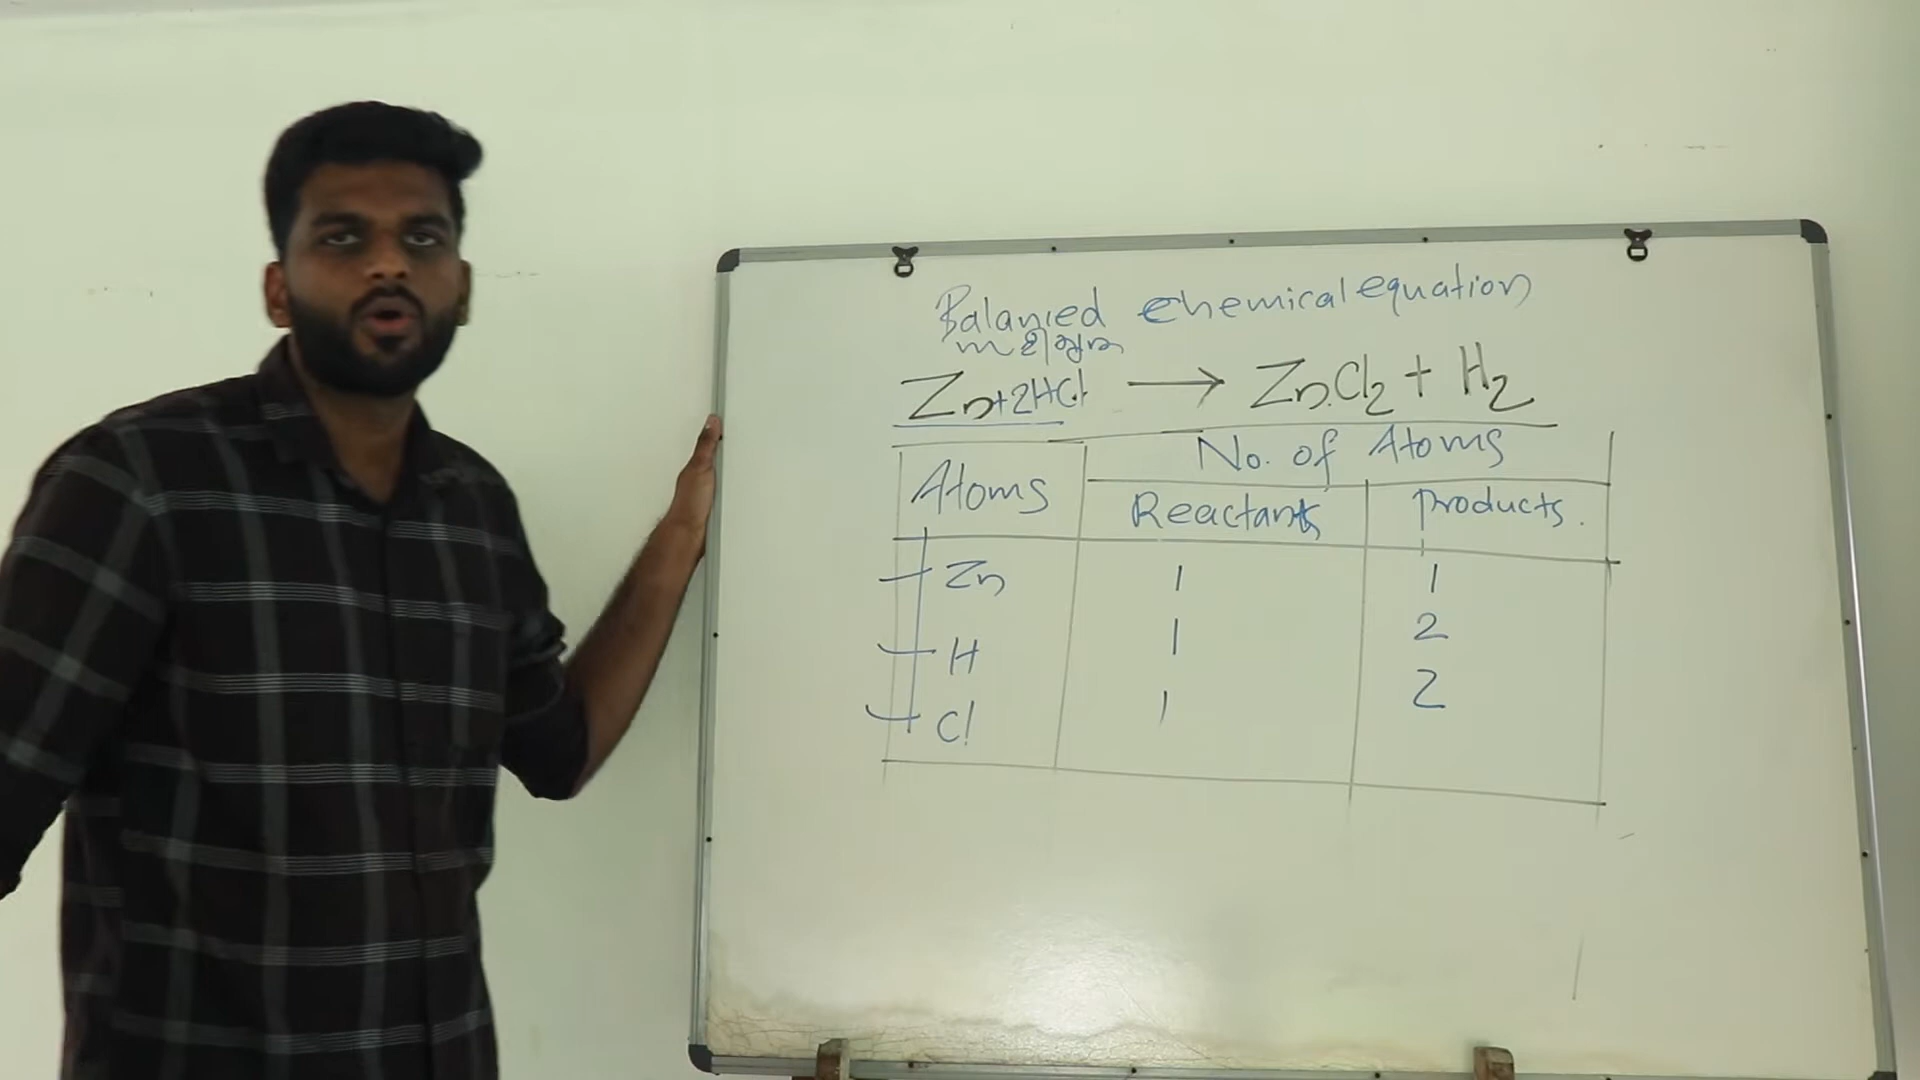 Balancied chemical equation
Zn+2HCl → ZnCl2 + H2
Atoms
No. of Atoms
Reactants
Products.
Zn 1 1
H 1 2
Cl 1 2